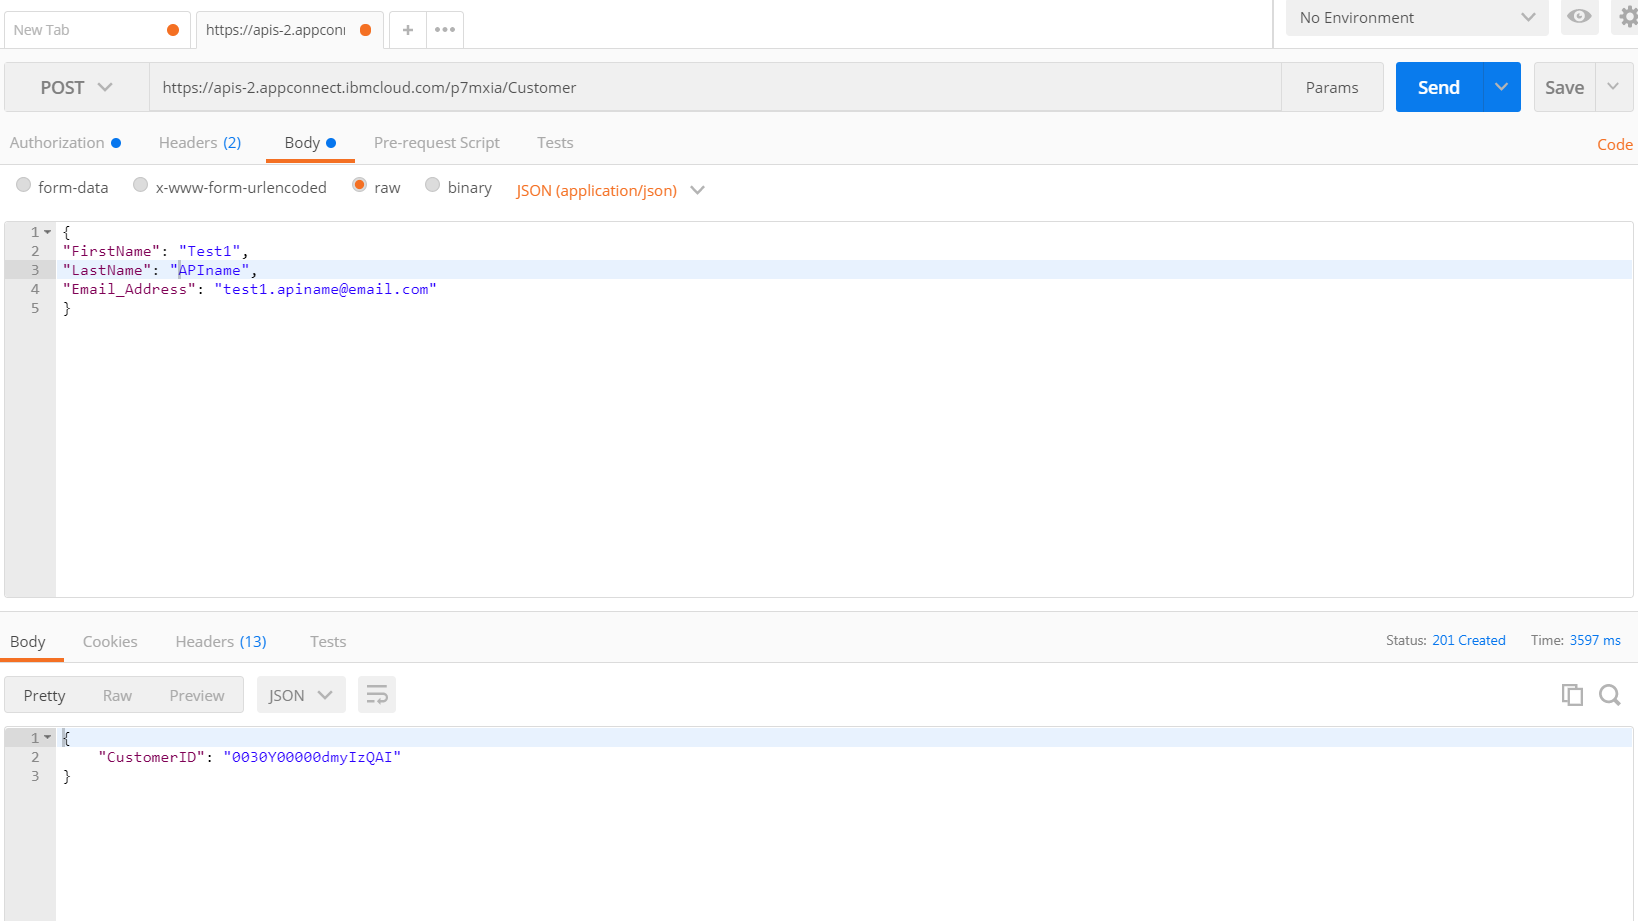 New Tab
https://apis-2.appconn
+
•••
No Environment
POST
https://apis-2.appconnect.ibmcloud.com/p7mxia/Customer
Params
Send
Save
Authorization
Headers (2)
Body
Pre-request Script
Tests
Code
form-data
x-www-form-urlencoded
raw
binary
JSON (application/json)
1 {
2 "FirstName": "Test1",
3 "LastName": "APIname",
4 "Email_Address": "test1.apiname@email.com"
5 }
Body
Cookies
Headers (13)
Tests
Status: 201 Created
Time: 3597 ms
Pretty
Raw
Preview
JSON
1 {
2 "CustomerID": "0030Y00000dmyIzQAI"
3 }